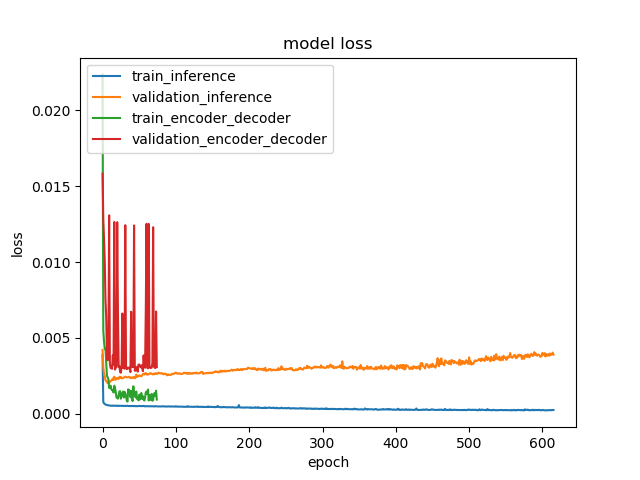 model loss
train_inference
validation_inference
train_encoder_decoder
validation_encoder_decoder
0.020
0.015
0.010
0.005
0.000
loss
0 100 200 300 400 500 600
epoch